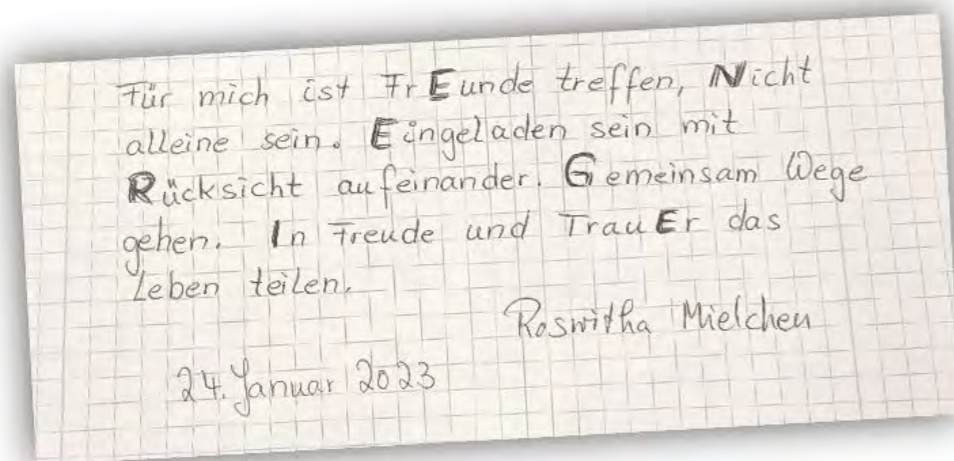 Für mich ist FrEunde treffen, Nicht
alleine sein. Eingeladen sein mit
Rücksicht aufeinander. Gemeinsam Wege
gehen. In Freude und TrauEr das
Leben teilen.
Roswitha Mielchen
24. Januar 2023